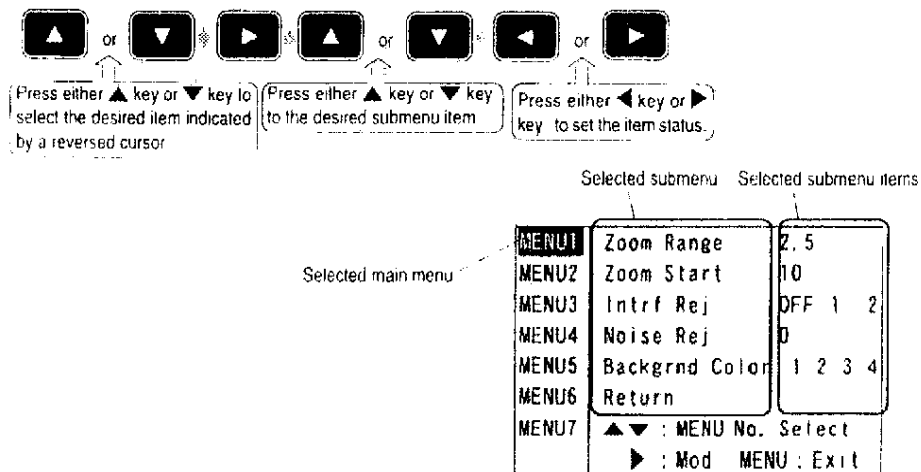 ▲ or ▼ ▶ ▲ or ▼ ◀ or ▶
Press either ▲ key or ▼ key to
select the desired item indicated
by a reversed cursor
Press either ▲ key or ▼ key
to the desired submenu item
Press either ◀ key or ▶
key to set the item status.
Selected submenu
Selected submenu items
Selected main menu
MENU1 Zoom Range 2.5
MENU2 Zoom Start 10
MENU3 Intrf Rej OFF 1 2
MENU4 Noise Rej 0
MENU5 Backgrnd Color 1 2 3 4
MENU6 Return
MENU7 ▲▼ : MENU No. Select
▶ : Mod MENU : Exit